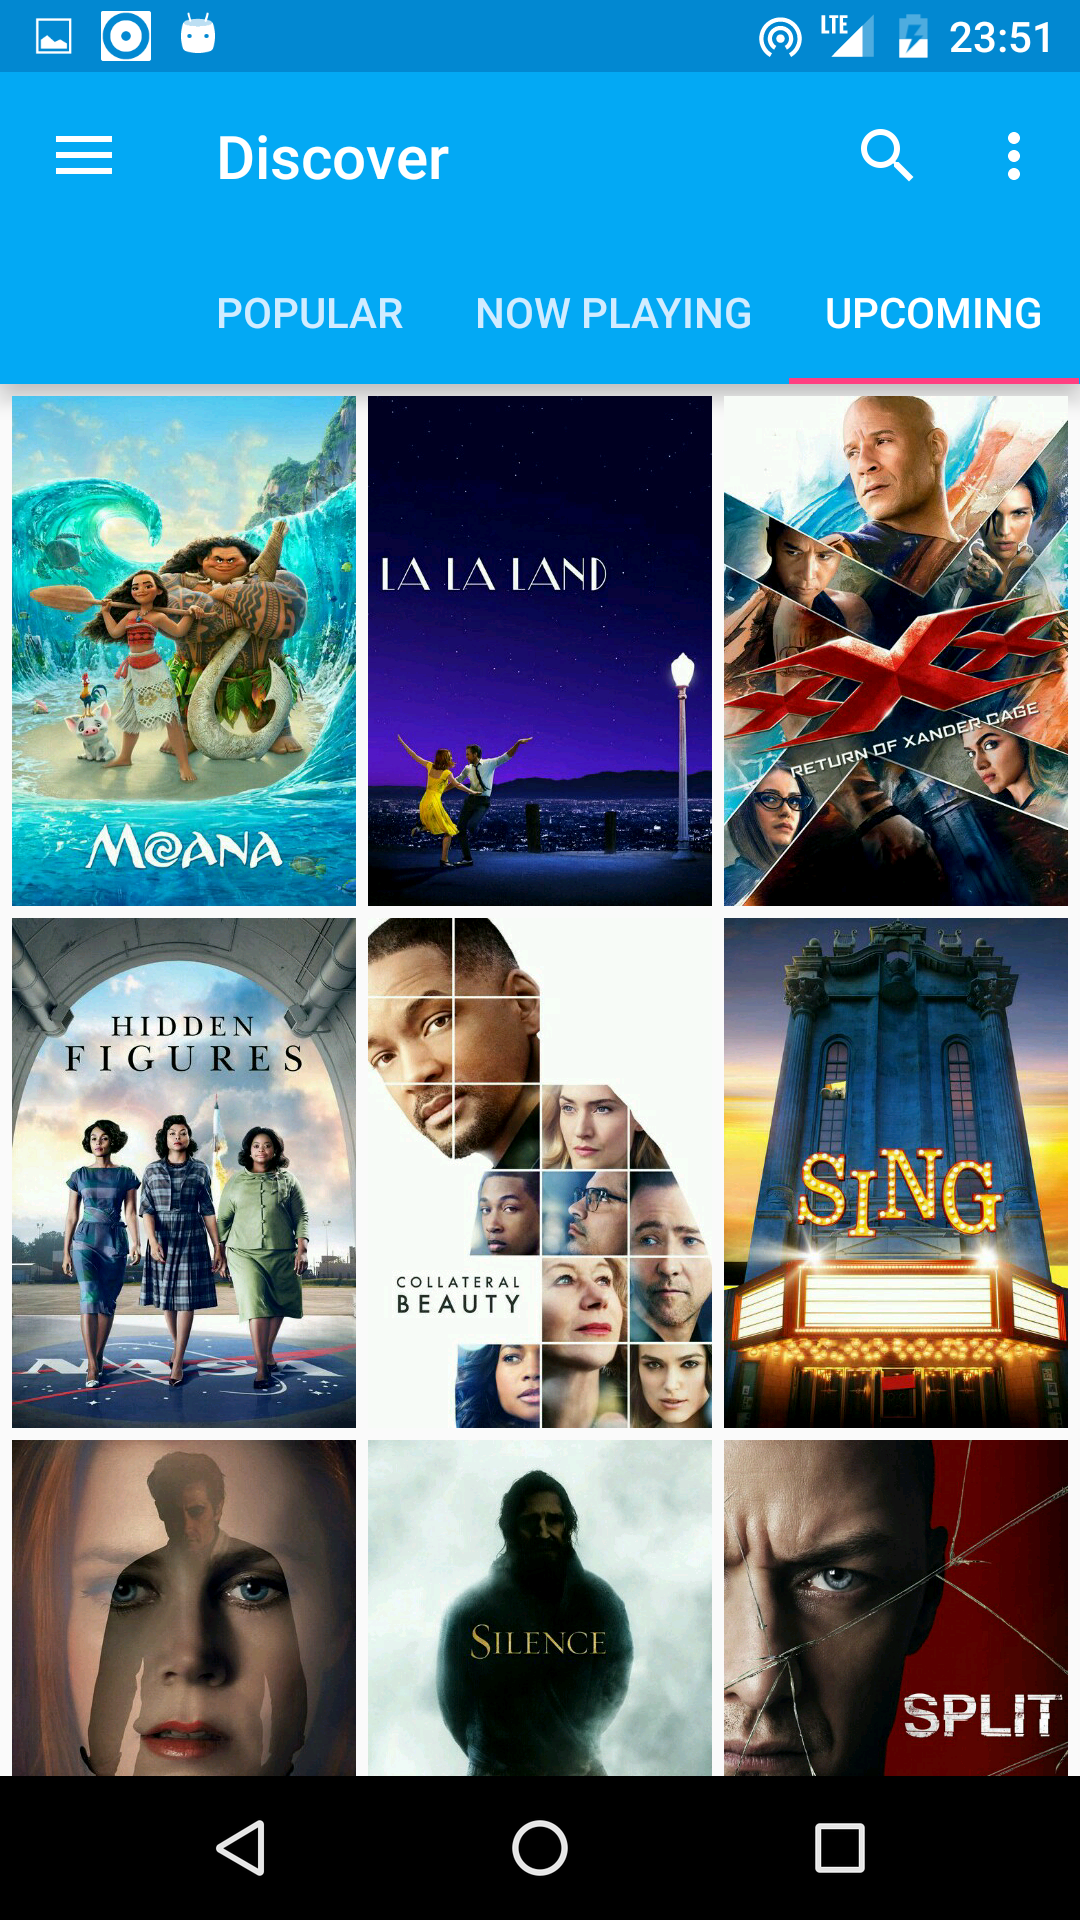 LTE 23:51
Discover
POPULAR NOW PLAYING UPCOMING
MOANA
LA LA LAND
xXx
RETURN OF XANDER CAGE
HIDDEN
FIGURES
NASA
COLLATERAL
BEAUTY
SING
SILENCE
SPLIT